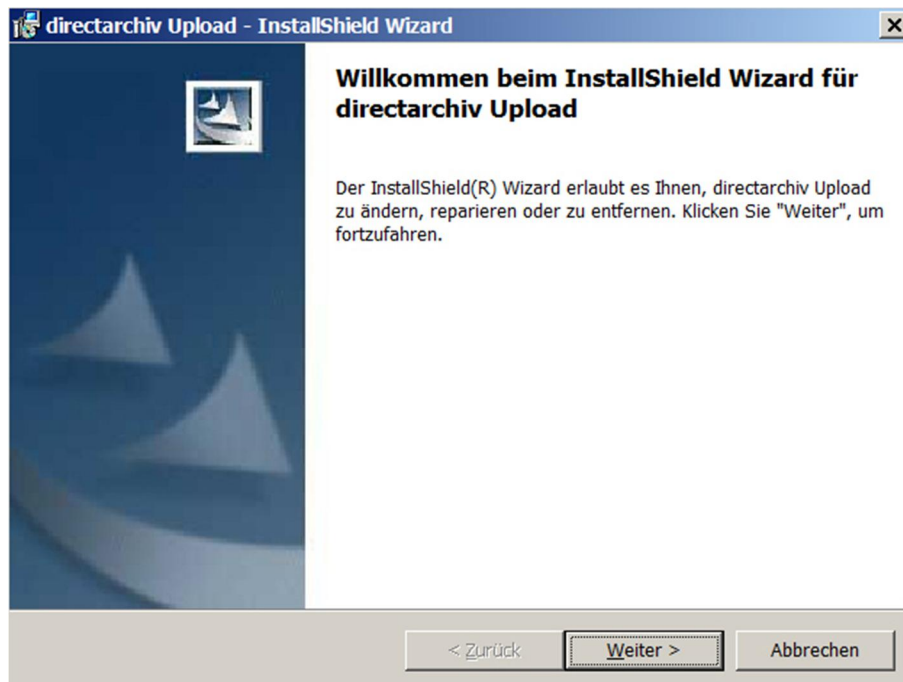 directarchiv Upload - InstallShield Wizard
Willkommen beim InstallShield Wizard für
directarchiv Upload
Der InstallShield(R) Wizard erlaubt es Ihnen, directarchiv Upload
zu ändern, reparieren oder zu entfernen. Klicken Sie "Weiter", um
fortzufahren.
< Zurück Weiter > Abbrechen